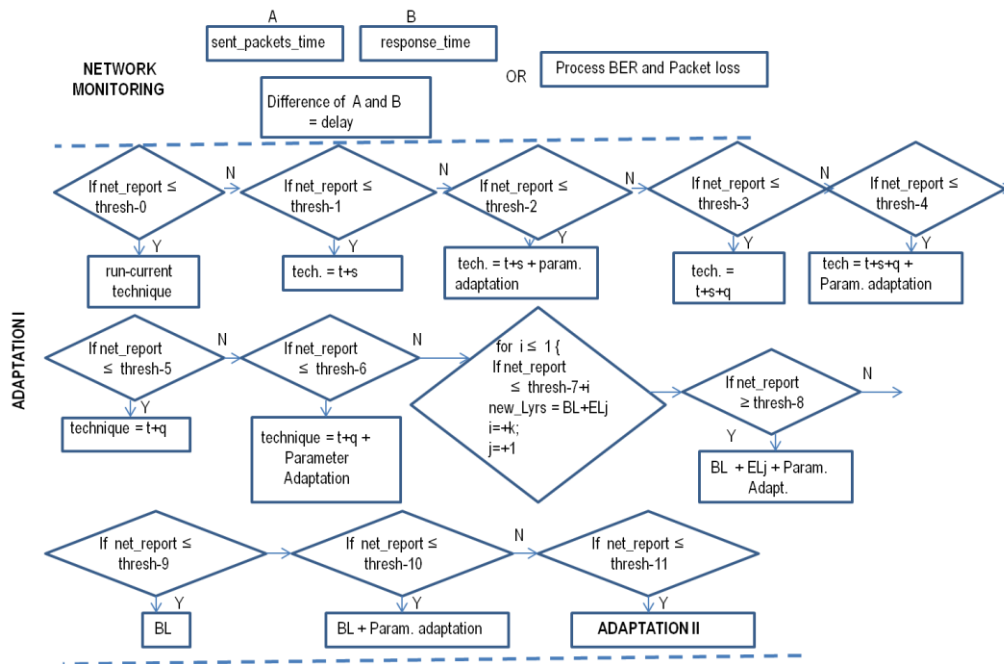 A
B
sent_packets_time
response_time
NETWORK
MONITORING
OR
Process BER and Packet loss
Difference of A and B
= delay
If net_report ≤
thresh-0
N
If net_report ≤
thresh-1
N
If net_report ≤
thresh-2
N
If net_report ≤
thresh-3
N
If net_report ≤
thresh-4
Y
run-current
technique
Y
tech. = t+s
Y
tech. = t+s + param.
adaptation
Y
tech. =
t+s+q
Y
tech = t+s+q +
Param. adaptation
ADAPTATION I
If net_report
≤ thresh-5
N
If net_report
≤ thresh-6
N
for i ≤ 1 {
If net_report
≤ thresh-7+i
new_Lyrs = BL+ELj
i=+k;
j=+1
If net_report
≥ thresh-8
N
Y
technique = t+q
Y
technique = t+q +
Parameter
Adaptation
Y
BL + ELj + Param.
Adapt.
If net_report ≤
thresh-9
If net_report ≤
thresh-10
N
If net_report ≤
thresh-11
Y
BL
Y
BL + Param. adaptation
Y
ADAPTATION II